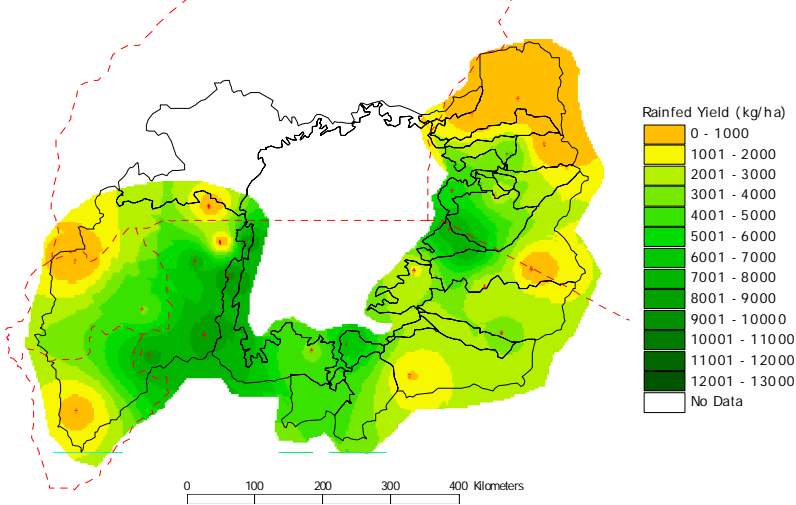 Rainfed Yield (kg/ha)
0 - 1000
1001 - 2000
2001 - 3000
3001 - 4000
4001 - 5000
5001 - 6000
6001 - 7000
7001 - 8000
8001 - 9000
9001 - 10000
10001 - 11000
11001 - 12000
12001 - 13000
No Data
0 100 200 300 400 Kilometers